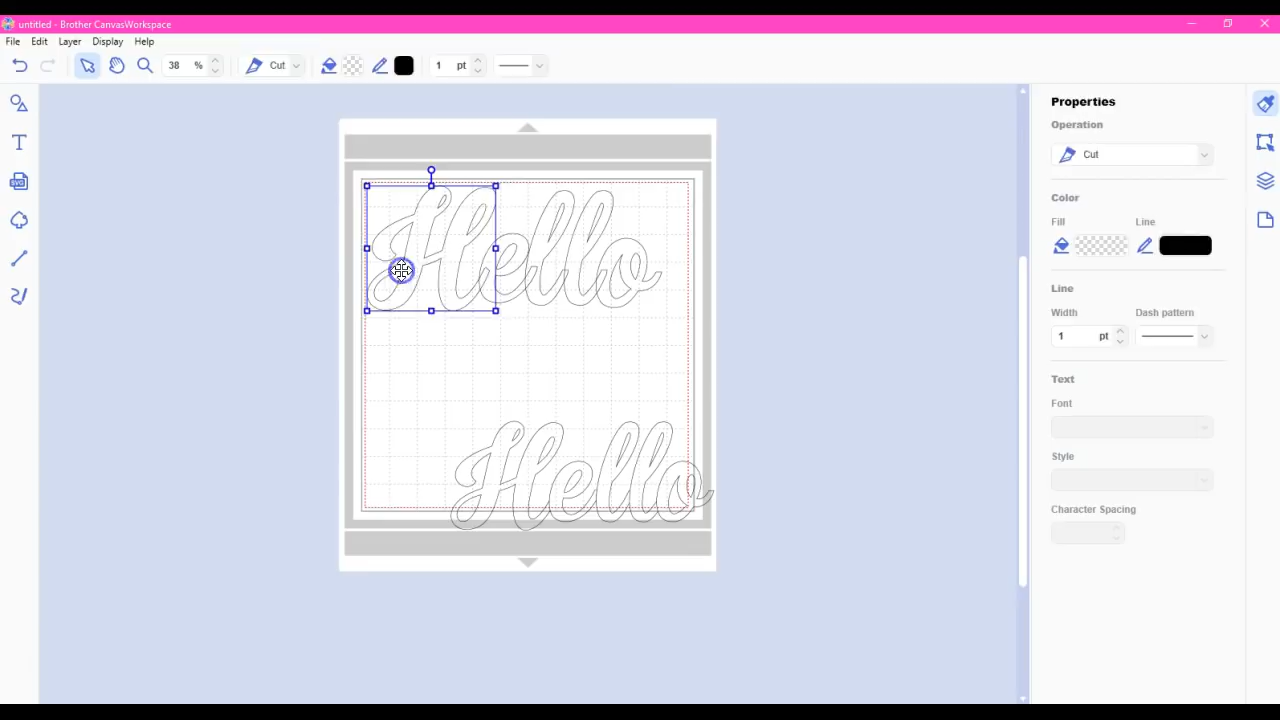 untitled - Brother CanvasWorkspace
File Edit Layer Display Help
38 % Cut 1 pt
Properties
Operation
Cut
Color
Fill Line
Line
Width Dash pattern
1 pt
Text
Font
Style
Character Spacing
SVG
Hello
Hello